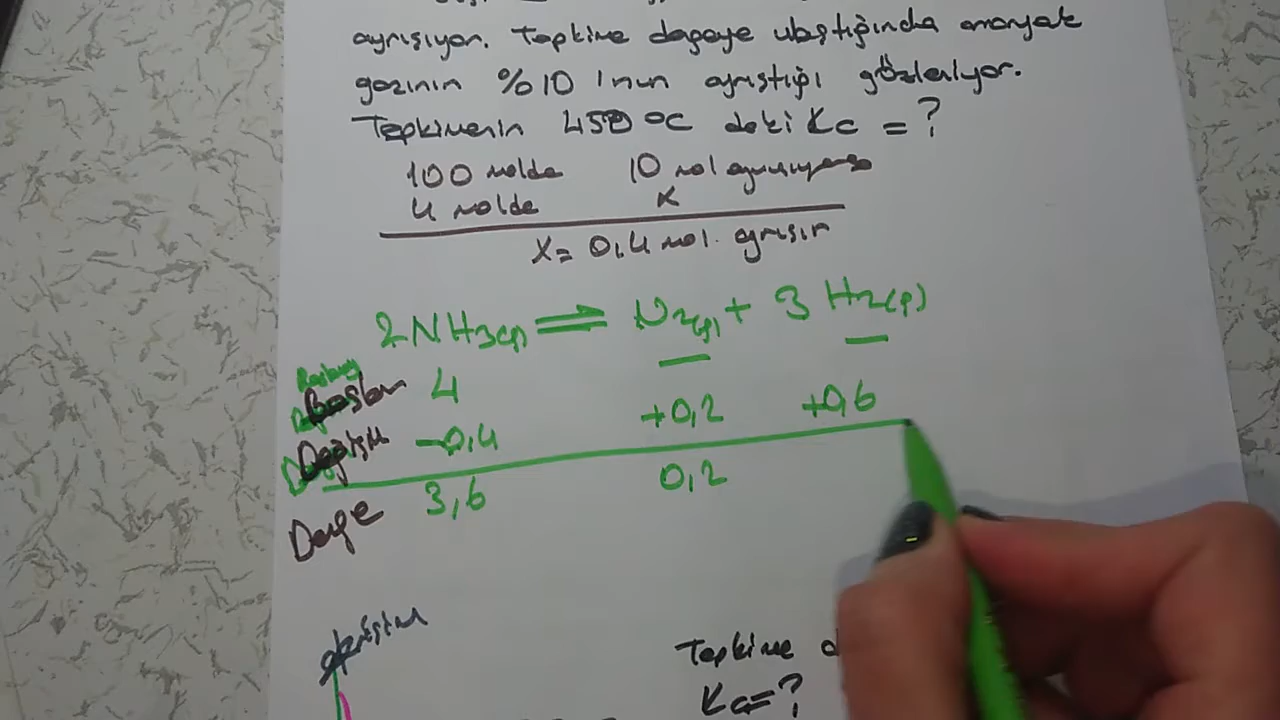 ayrışıyor. Tepkime dengeye ulaştığında amonyak
gazının %10 'nun ayrıştığı gözleniyor.
Tepkimenin 450 °C deki Kc = ?
100 molde 10 mol ayrışıyorsa
4 molde x
x= 0,4 mol. ayrışır
2NH3(g) ⇌ N2(g) + 3 H2(g)
Başlan 4
Değişim -0,4 +0,2 +0,6
Denge 3,6 0,2
derişim
Tepkime d
Kc=?